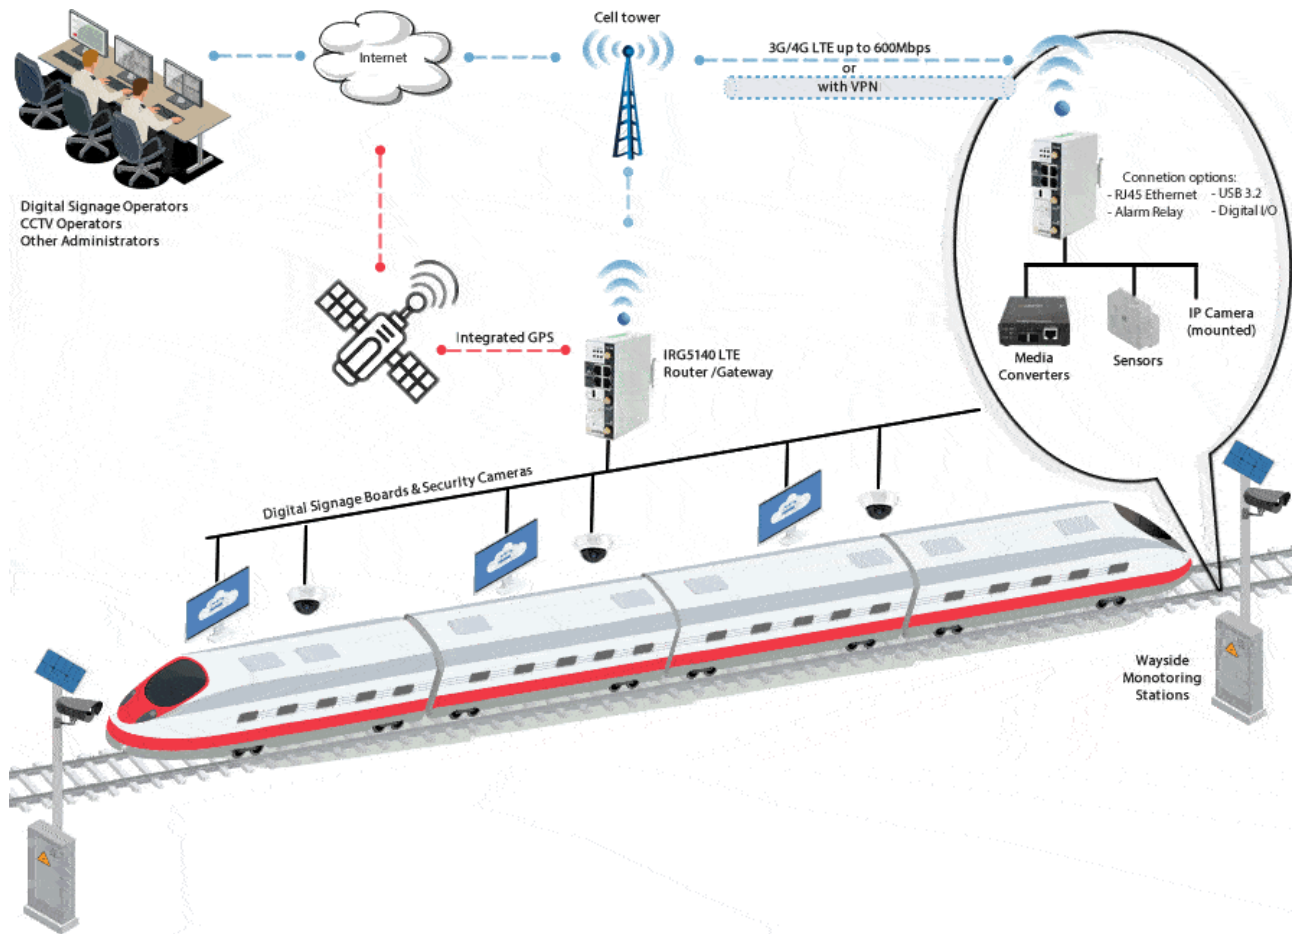 Cell tower
Internet
3G/4G LTE up to 600Mbps
or
with VPN
Connetion options:
- RJ45 Ethernet - USB 3.2
- Alarm Relay - Digital I/O
Digital Signage Operators
CCTV Operators
Other Administrators
Integrated GPS
IRG5140 LTE
Router /Gateway
Media
Converters
Sensors
IP Camera
(mounted)
Digital Signage Boards & Security Cameras
Wayside
Monotoring
Stations